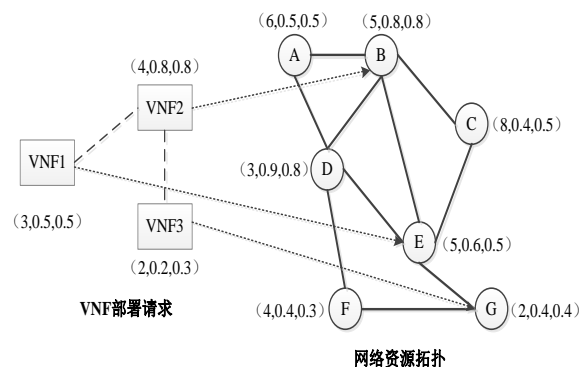 (6,0.5,0.5)
(5,0.8,0.8)
A
B
(4,0.8,0.8)
VNF2
C
(8,0.4,0.5)
VNF1
(3,0.9,0.8)
D
(3,0.5,0.5)
VNF3
E
(5,0.6,0.5)
(2,0.2,0.3)
VNF部署请求
(4,0.4,0.3)
F
G
(2,0.4,0.4)
网络资源拓扑